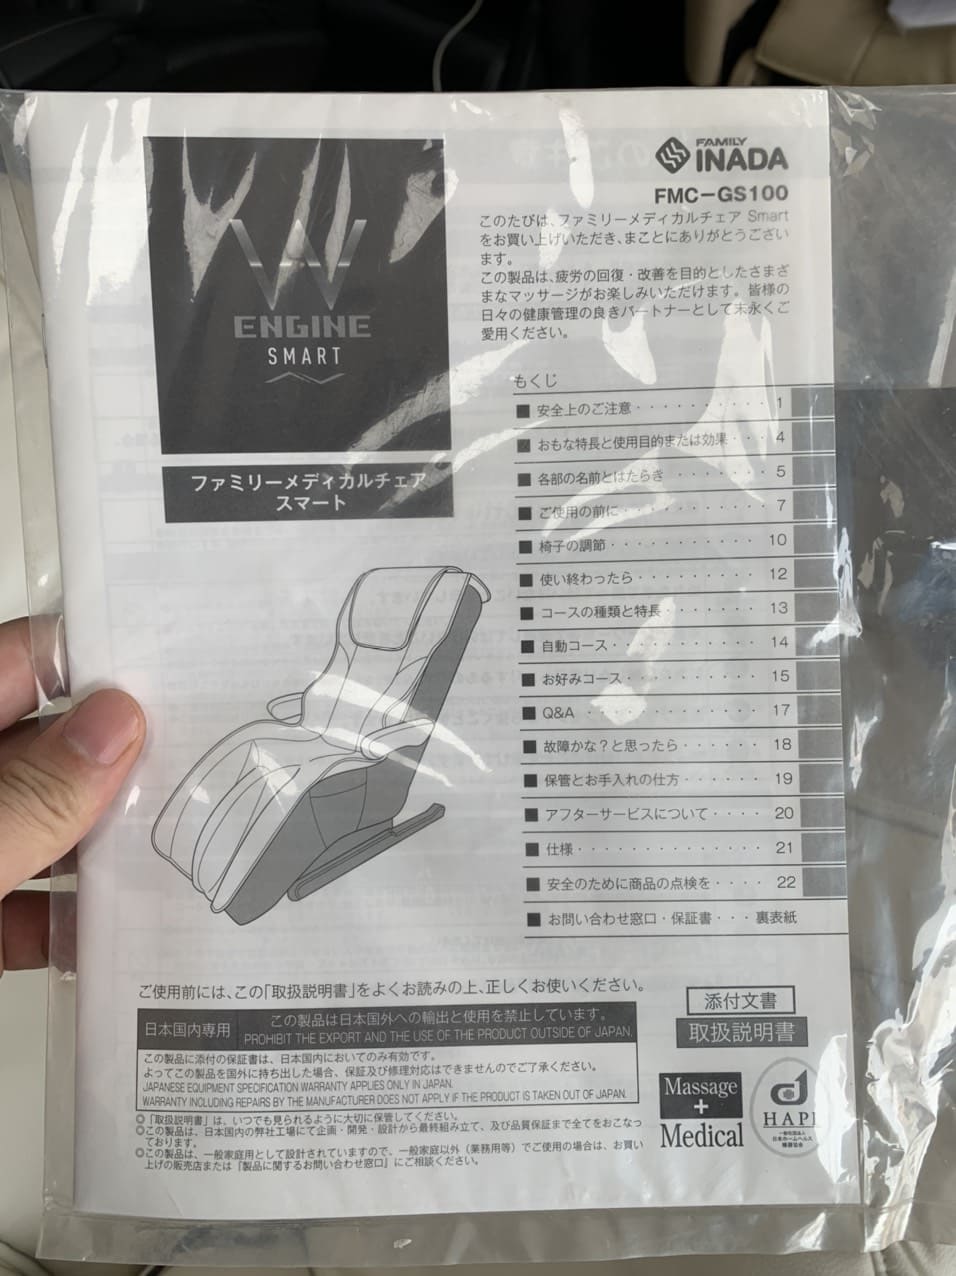 W
ENGINE
SMART
ファミリーメディカルチェア
スマート
FAMILY
INADA
FMC-GS100
このたびは、ファミリーメディカルチェア Smart
をお買い上げいただき、まことにありがとうござい
ます。
この製品は、疲労の回復・改善を目的としたさまざ
まなマッサージがお楽しみいただけます。皆様の
日々の健康管理の良きパートナーとして末永くご
愛用ください。
もくじ
■ 安全上のご注意・・・・・・・・・・1
■ おもな特長と使用目的または効果・・・4
■ 各部の名前とはたらき・・・・・・・5
■ ご使用の前に・・・・・・・・・・・7
■ 椅子の調節・・・・・・・・・・・10
■ 使い終わったら・・・・・・・・・12
■ コースの種類と特長・・・・・・・13
■ 自動コース・・・・・・・・・・・14
■ お好みコース・・・・・・・・・・15
■ Q&A・・・・・・・・・・・・・17
■ 故障かな?と思ったら・・・・・・18
■ 保管とお手入れの仕方・・・・・・19
■ アフターサービスについて・・・・20
■ 仕様・・・・・・・・・・・・・・21
■ 安全のために商品の点検を・・・・22
■ お問い合わせ窓口・保証書・・・裏表紙
ご使用前には、この「取扱説明書」をよくお読みの上、正しくお使いください。
日本国内専用
この製品は日本国外への輸出と使用を禁止しています。
PROHIBIT THE EXPORT AND THE USE OF THE PRODUCT OUTSIDE OF JAPAN.
この製品に添付の保証書は、日本国内においてのみ有効です。
よってこの製品を国外に持ち出した場合、保証及び修理対応はできませんのでご了承ください。
JAPANESE EQUIPMENT SPECIFICATION WARRANTY APPLIES ONLY IN JAPAN.
WARRANTY INCLUDING REPAIRS BY THE MANUFACTURER DOES NOT APPLY IF THE PRODUCT IS TAKEN OUT OF JAPAN.
◎「取扱説明書」は、いつでも見られるように大切に保管してください。
◎この製品は、日本国内の弊社工場にて企画・開発・設計から最終組み立て、及び品質保証まで全てをおこなっ
ております。
◎この製品は、一般家庭用として設計されていますので、一般家庭以外(業務用等)でご使用の場合は、お買い
上げの販売店または『製品に関するお問い合わせ窓口』にご相談ください。
添付文書
取扱説明書
Massage
+
Medical
HAPI
一般社団法人
日本ホームヘルス
機器協会